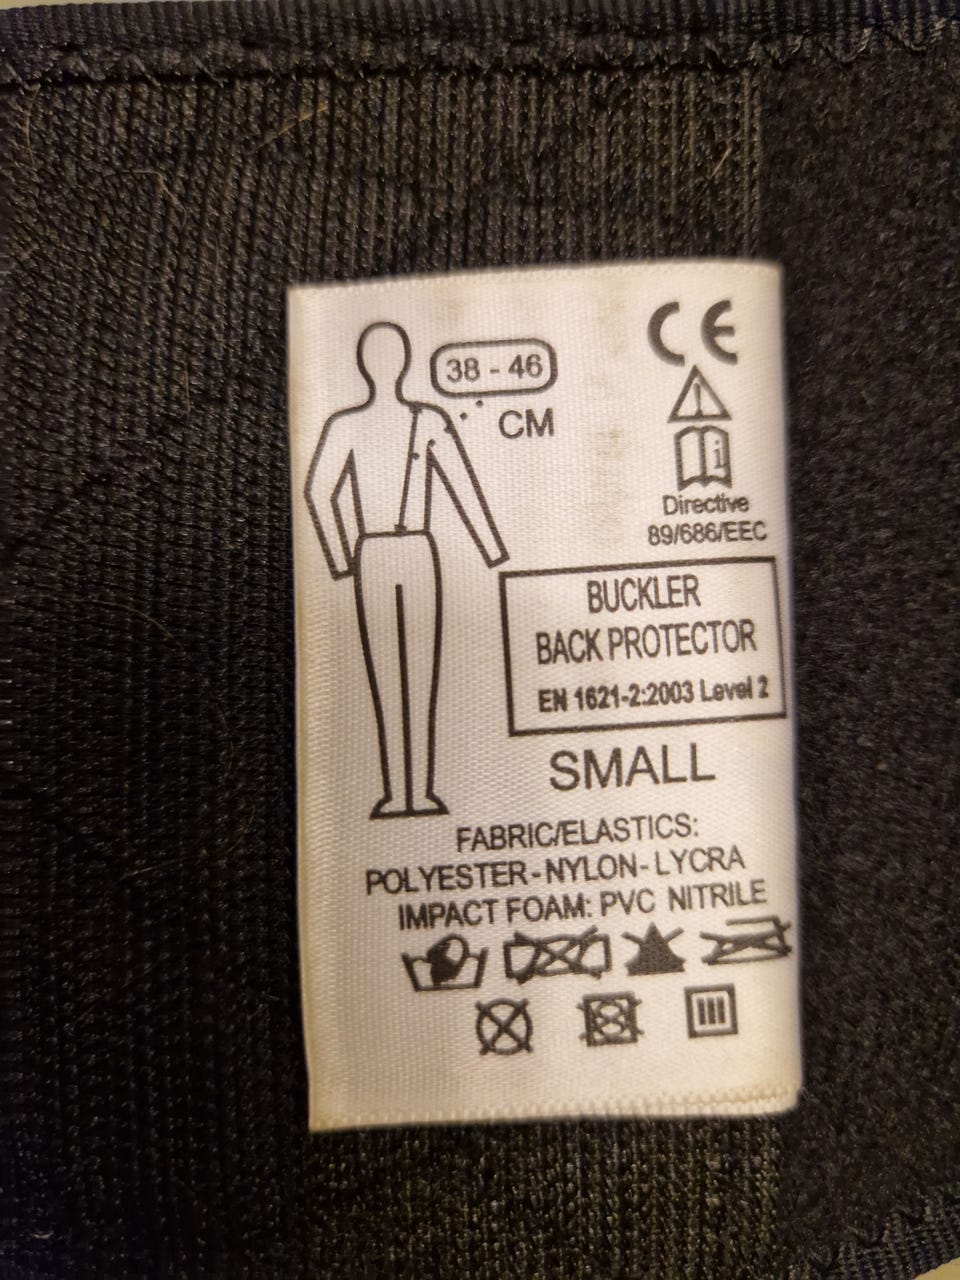 38 - 46
CM
CE
i
Directive
89/686/EEC
BUCKLER
BACK PROTECTOR
EN 1621-2:2003 Level 2
SMALL
FABRIC/ELASTICS:
POLYESTER-NYLON-LYCRA
IMPACT FOAM: PVC NITRILE